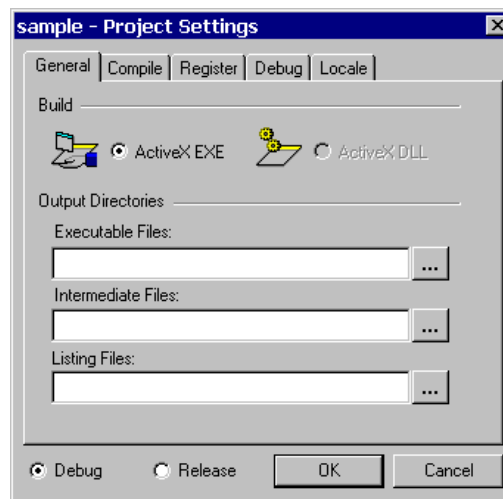 sample - Project Settings
General Compile Register Debug Locale
Build
ActiveX EXE ActiveX DLL
Output Directories
Executable Files:
...
Intermediate Files:
...
Listing Files:
...
Debug Release OK Cancel